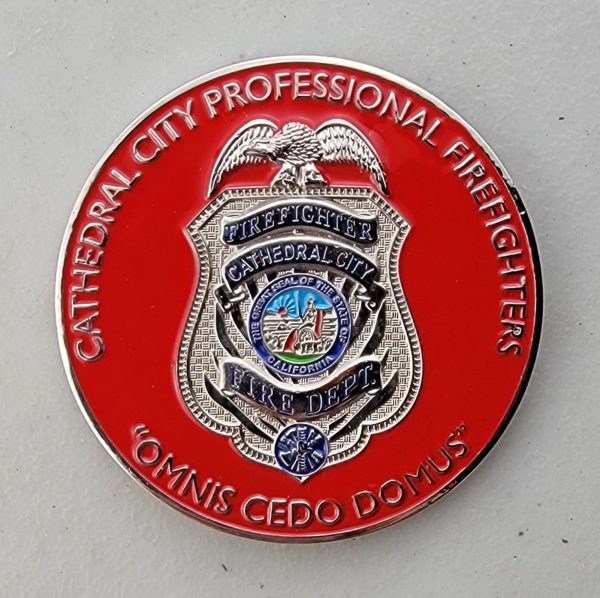 CATHEDRAL CITY PROFESSIONAL FIREFIGHTERS
FIREFIGHTER
CATHEDRAL CITY
THE GREAT SEAL OF THE STATE OF CALIFORNIA
FIRE DEPT.
"OMNIS CEDO DOMUS"